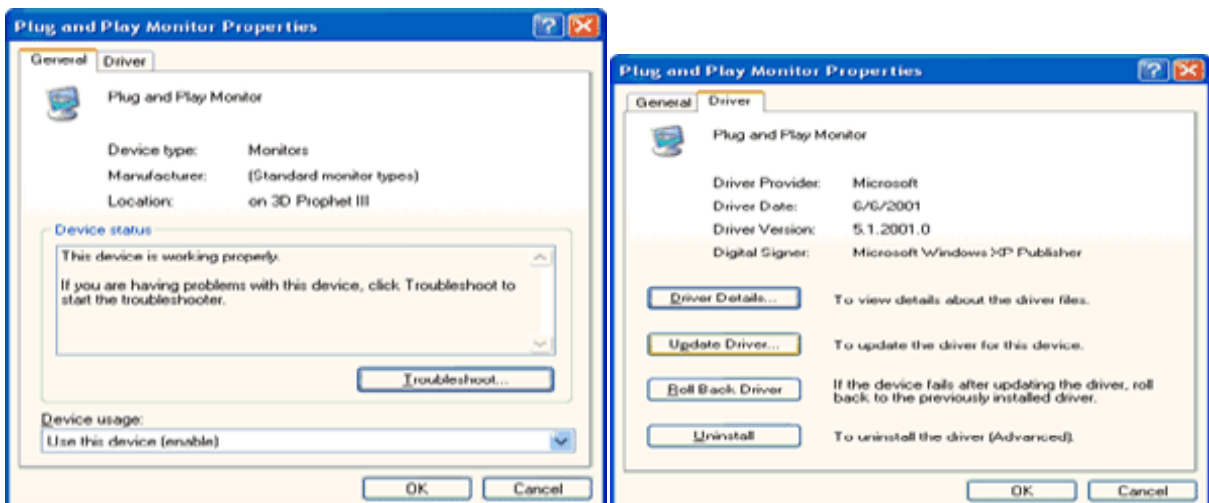 Plug and Play Monitor Properties
General Driver
Plug and Play Monitor
Device type: Monitors
Manufacturer: (Standard monitor types)
Location: on 3D Prophet III
Device status
This device is working properly.
If you are having problems with this device, click Troubleshoot to
start the troubleshooter.
Troubleshoot...
Device usage:
Use this device (enable)
OK Cancel
Plug and Play Monitor Properties
General Driver
Plug and Play Monitor
Driver Provider: Microsoft
Driver Date: 6/6/2001
Driver Version: 5.1.2001.0
Digital Signer: Microsoft Windows XP Publisher
Driver Details... To view details about the driver files.
Update Driver... To update the driver for this device.
Roll Back Driver If the device fails after updating the driver, roll
back to the previously installed driver.
Uninstall To uninstall the driver (Advanced).
OK Cancel